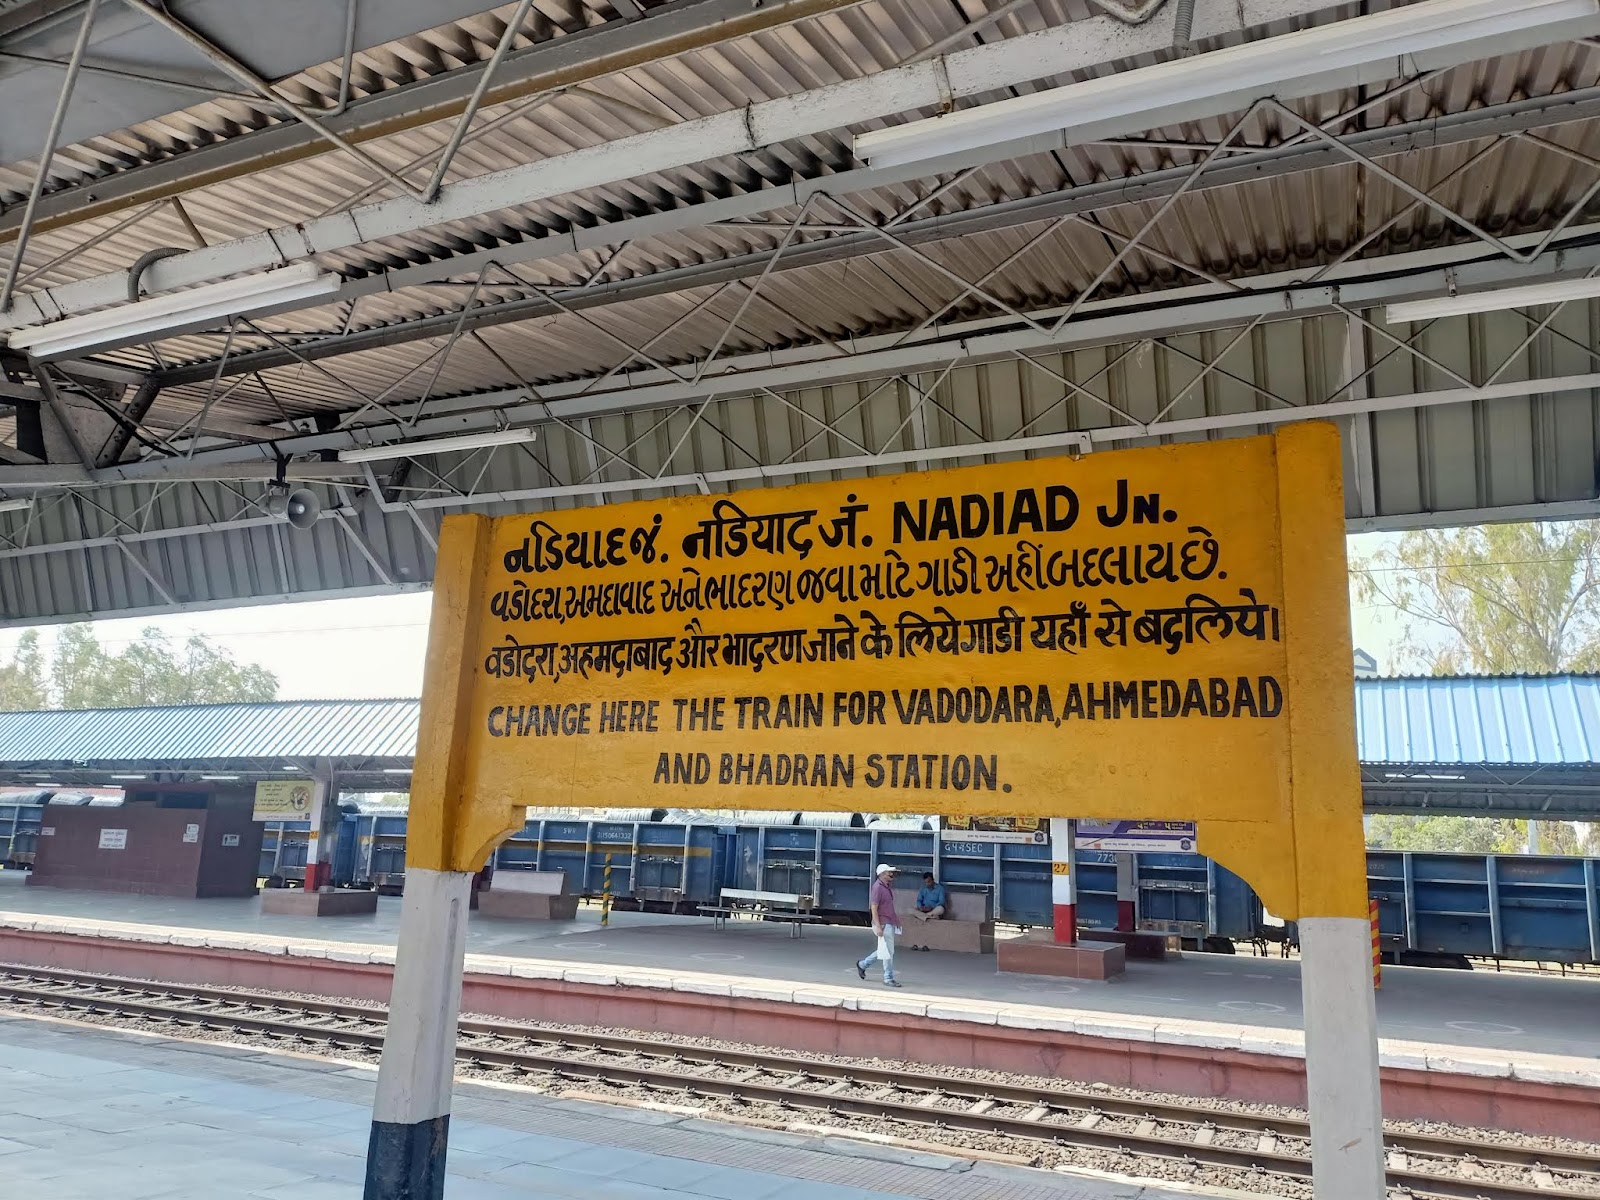 નડિયાદ જં. नडियाद जं. NADIAD JN.
વડોદરા, અમદાવાદ અને ભાદરણ જવા માટે ગાડી અહીં બદલાય છે.
वडोदरा, अहमदाबाद और भादरण जाने के लिये गाडी यहाँ से बदलिये।
CHANGE HERE THE TRAIN FOR VADODARA, AHMEDABAD
AND BHADRAN STATION.
27